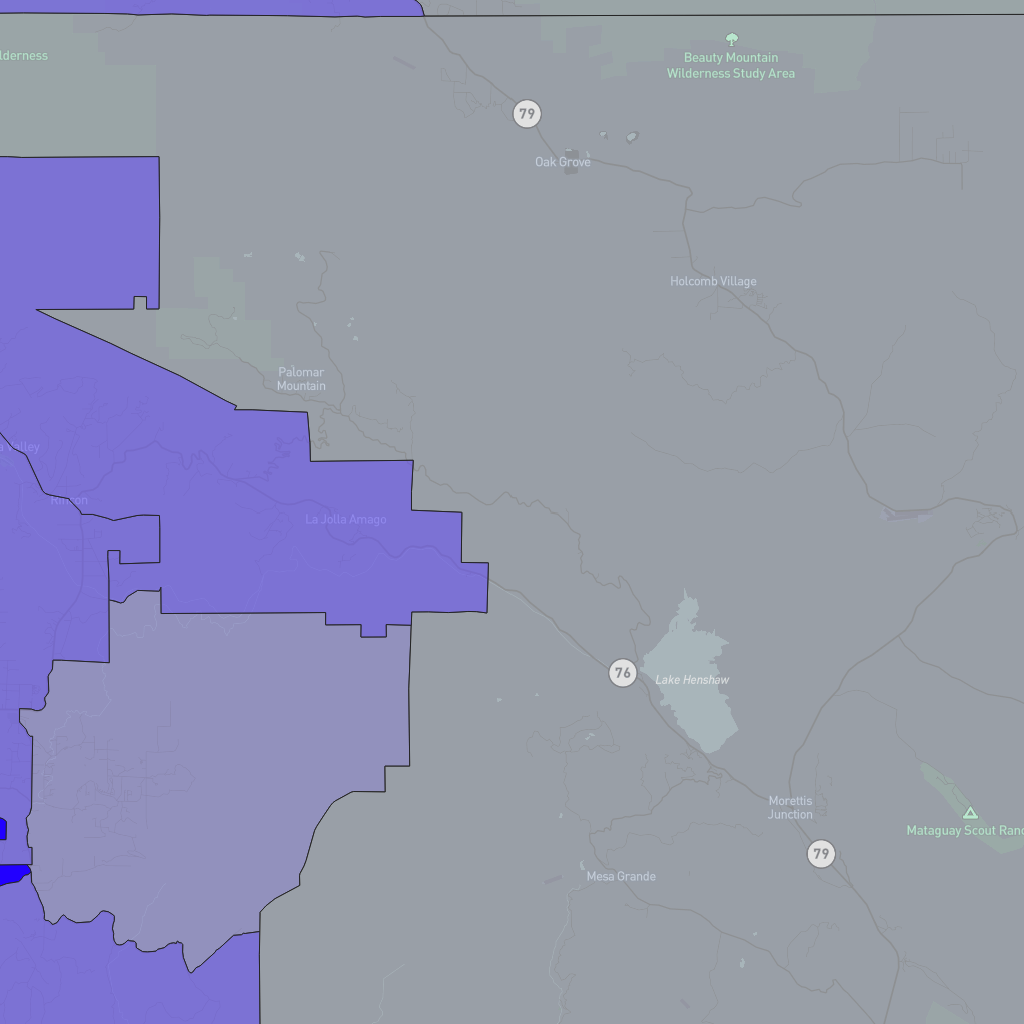 lderness
Beauty Mountain
Wilderness Study Area
79
Oak Grove
Holcomb Village
Palomar
Mountain
a Valley
Rincon
La Jolla Amago
76
Lake Henshaw
Morettis
Junction
Mataguay Scout Ranc
79
Mesa Grande